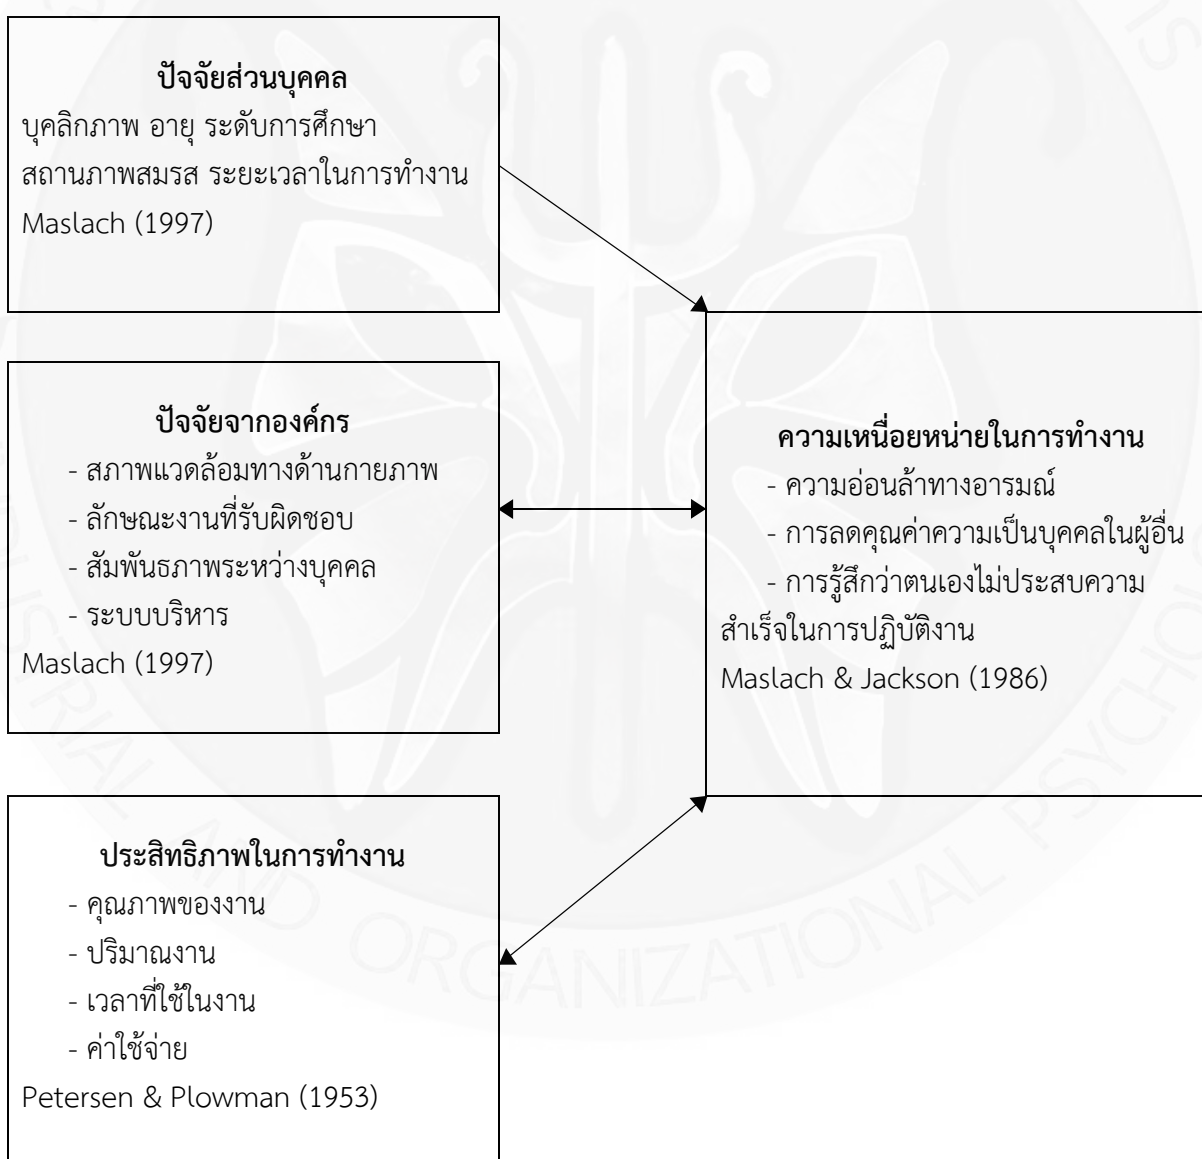 ปัจจัยส่วนบุคคล
บุคลิกภาพ อายุ ระดับการศึกษา
สถานภาพสมรส ระยะเวลาในการทำงาน
Maslach (1997)
ปัจจัยจากองค์กร
- สภาพแวดล้อมทางด้านกายภาพ
- ลักษณะงานที่รับผิดชอบ
- สัมพันธภาพระหว่างบุคคล
- ระบบบริหาร
Maslach (1997)
ความเหนื่อยหน่ายในการทำงาน
- ความอ่อนล้าทางอารมณ์
- การลดคุณค่าความเป็นบุคคลในผู้อื่น
- การรู้สึกว่าตนเองไม่ประสบความ
สำเร็จในการปฏิบัติงาน
Maslach & Jackson (1986)
ประสิทธิภาพในการทำงาน
- คุณภาพของงาน
- ปริมาณงาน
- เวลาที่ใช้ในงาน
- ค่าใช้จ่าย
Petersen & Plowman (1953)
AND ORGANIZATIONAL